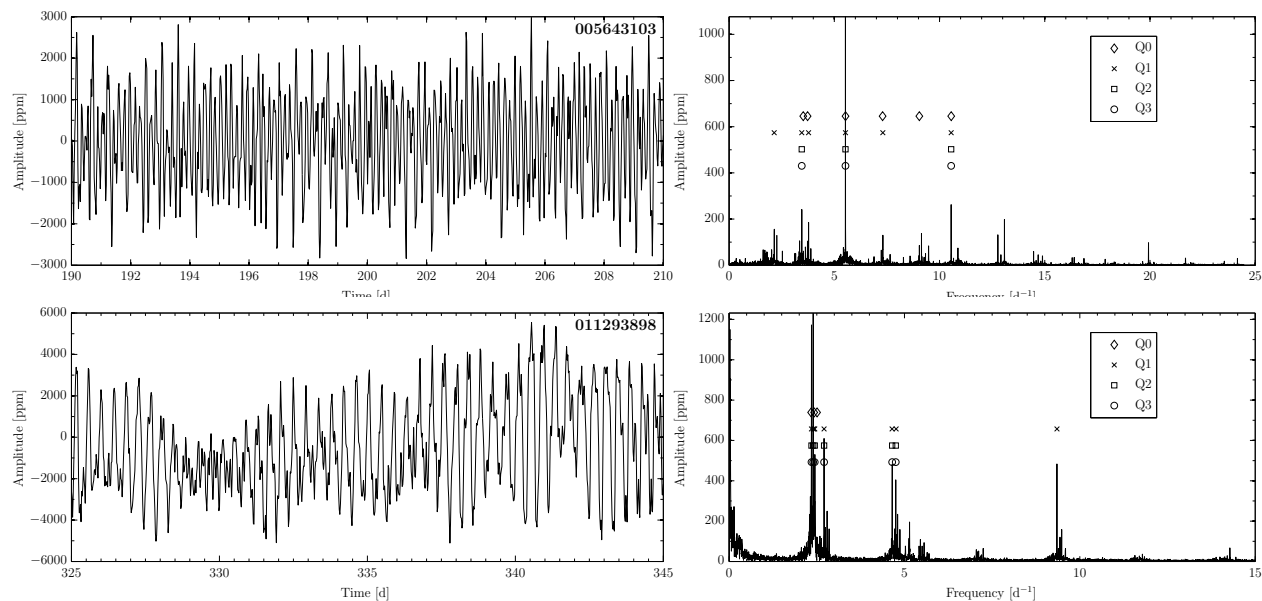 3000
2000
1000
0
−1000
−2000
−3000
Amplitude [ppm]
005643103
190 192 194 196 198 200 202 204 206 208 210
Time [d]
1000
800
600
400
200
0
Amplitude [ppm]
Q0
Q1
Q2
Q3
0 5 10 15 20 25
Frequency [d⁻¹]
6000
4000
2000
0
−2000
−4000
−6000
Amplitude [ppm]
011293898
325 330 335 340 345
Time [d]
1200
1000
800
600
400
200
0
Amplitude [ppm]
Q0
Q1
Q2
Q3
0 5 10 15
Frequency [d⁻¹]